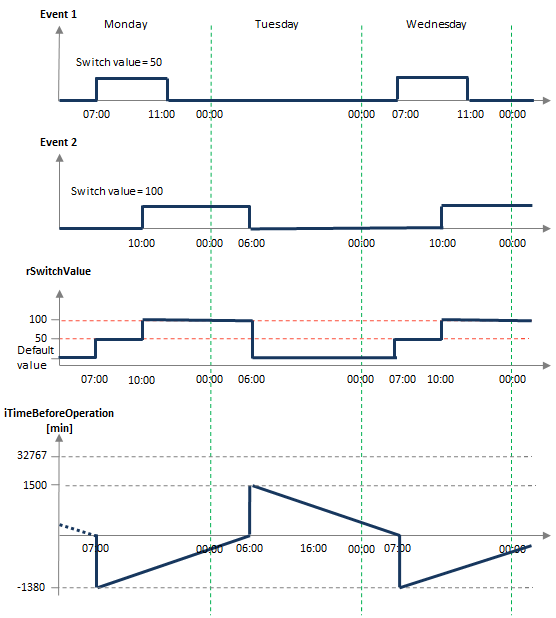 Event 1
Monday Tuesday Wednesday
Switch value = 50
07:00 11:00 00:00 00:00 07:00 11:00 00:00
Event 2
Switch value = 100
10:00 00:00 06:00 00:00 10:00 00:00
rSwitchValue
100
50
Default
value
07:00 10:00 00:00 06:00 00:00 07:00 10:00 00:00
iTimeBeforeOperation
[min]
32767
1500
07:00 00:00 06:00 16:00 00:00 07:00 00:00
-1380